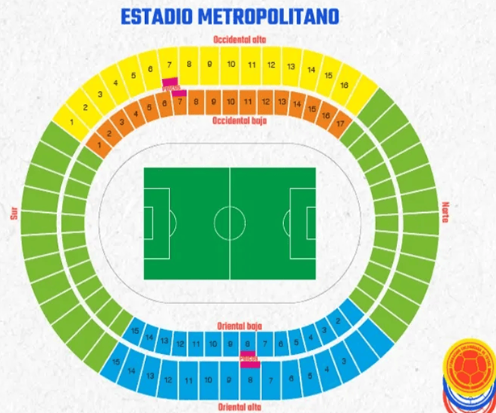 ESTADIO METROPOLITANO
Occidental alta
1 2 3 4 5 6 7 8 9 10 11 12 13 14 15 16
1 2 3 4 5 6 7 8 9 10 11 12 13 14 15 16 17
Occidental baja
Sur
Norte
Oriental baja
15 14 13 12 11 10 9 8 7 6 5 4 3 2
15 14 13 12 11 10 9 8 7 6 5 4 3
Oriental alta